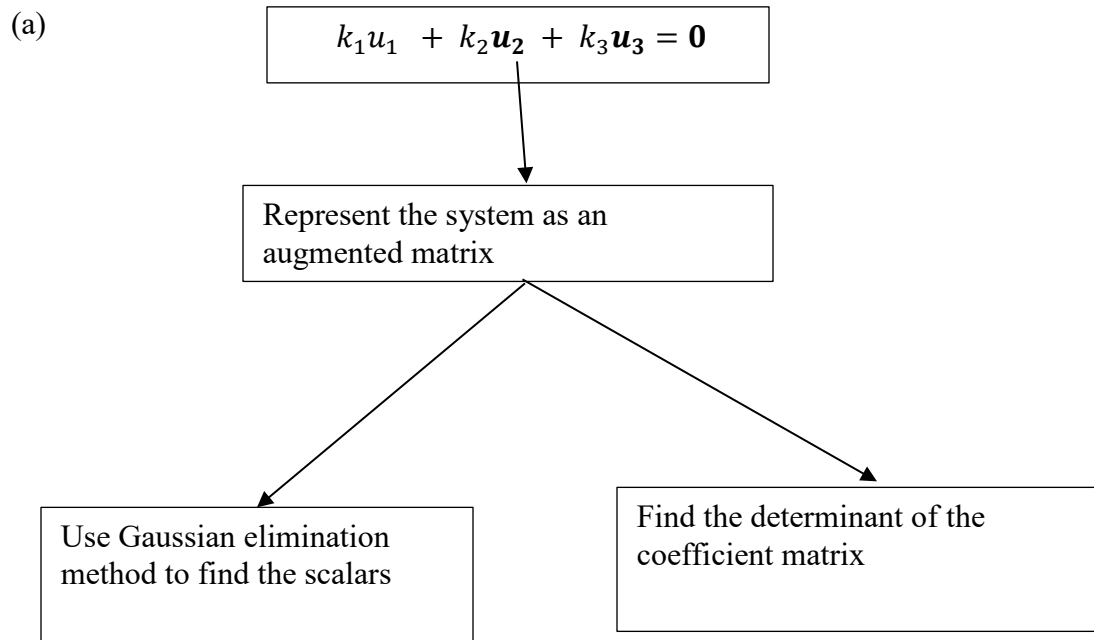 (a)
k₁u₁ + k₂u₂ + k₃u₃ = 0
Represent the system as an
augmented matrix
Use Gaussian elimination
method to find the scalars
Find the determinant of the
coefficient matrix